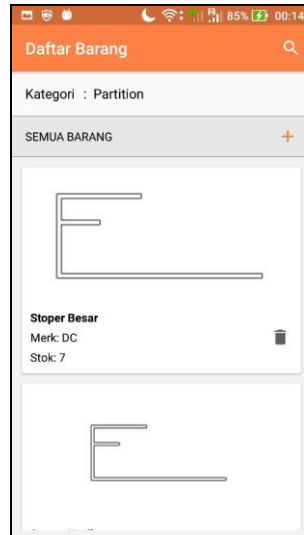 85% 00:14
Daftar Barang
Kategori : Partition
SEMUA BARANG
Stoper Besar
Merk: DC
Stok: 7